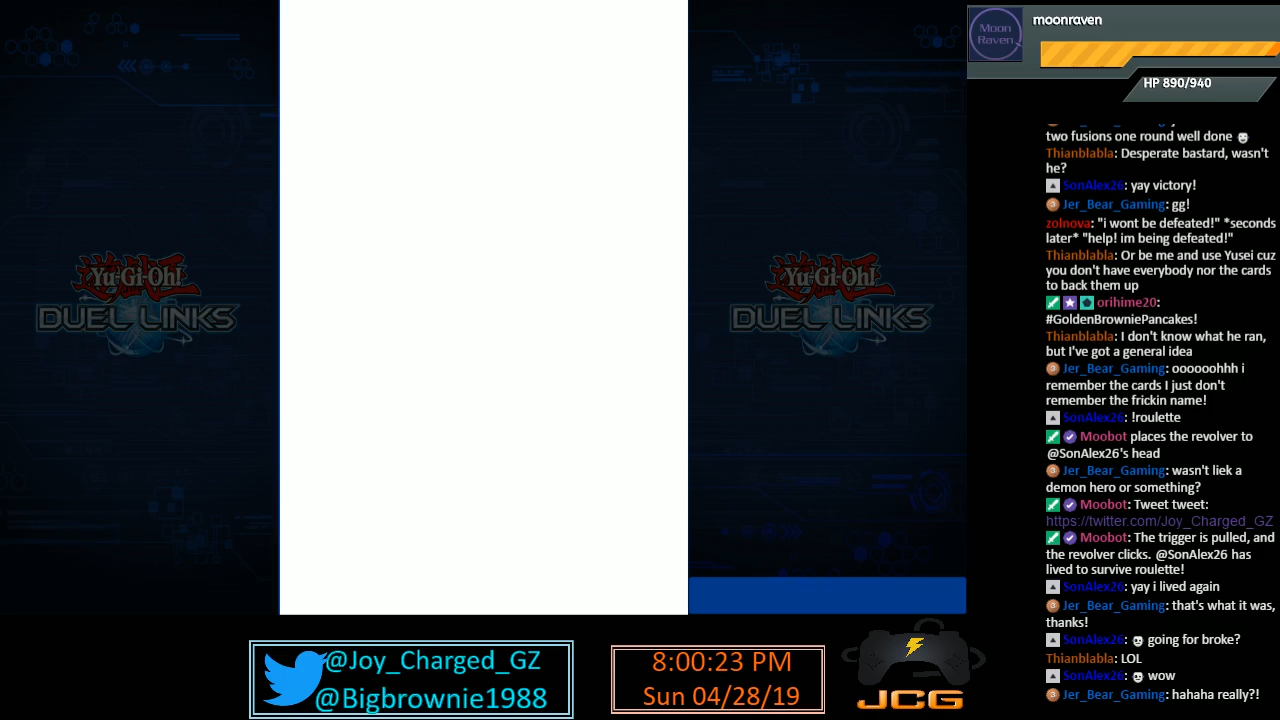 moonraven
Moon
Raven
HP 890/940
two fusions one round well done
Thianblabla: Desperate bastard, wasn't
he?
SonAlex26: yay victory!
Jer_Bear_Gaming: gg!
zolnova: "i wont be defeated!" *seconds
later* "help! im being defeated!"
Thianblabla: Or be me and use Yusei cuz
you don't have everybody nor the cards
to back them up
orihime20:
#GoldenBrowniePancakes!
Thianblabla: I don't know what he ran,
but I've got a general idea
Jer_Bear_Gaming: oooooohhh i
remember the cards I just don't
remember the frickin name!
SonAlex26: !roulette
Moobot places the revolver to
@SonAlex26's head
Jer_Bear_Gaming: wasn't liek a
demon hero or something?
Moobot: Tweet tweet:
https://twitter.com/Joy_Charged_GZ
Moobot: The trigger is pulled, and
the revolver clicks. @SonAlex26 has
lived to survive roulette!
SonAlex26: yay i lived again
Jer_Bear_Gaming: that's what it was,
thanks!
SonAlex26: going for broke?
Thianblabla: LOL
SonAlex26: wow
Jer_Bear_Gaming: hahaha really?!
Yu-Gi-Oh!
DUEL LINKS
Yu-Gi-Oh!
DUEL LINKS
@Joy_Charged_GZ
@Bigbrownie1988
8:00:23 PM
Sun 04/28/19
JCG